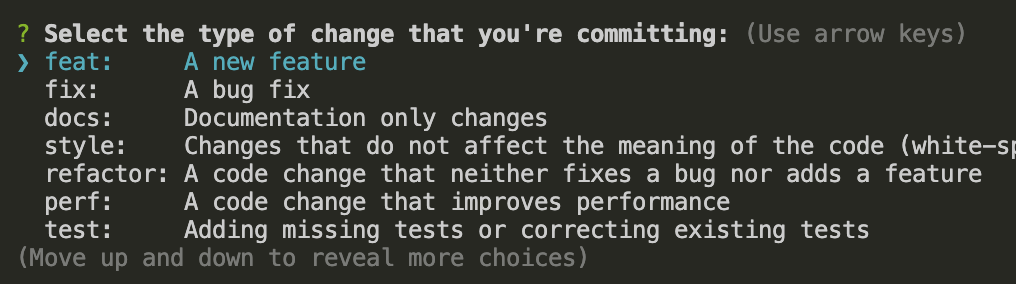 ? Select the type of change that you're committing: (Use arrow keys)
❯ feat:     A new feature
  fix:      A bug fix
  docs:     Documentation only changes
  style:    Changes that do not affect the meaning of the code (white-sp
  refactor: A code change that neither fixes a bug nor adds a feature
  perf:     A code change that improves performance
  test:     Adding missing tests or correcting existing tests
(Move up and down to reveal more choices)